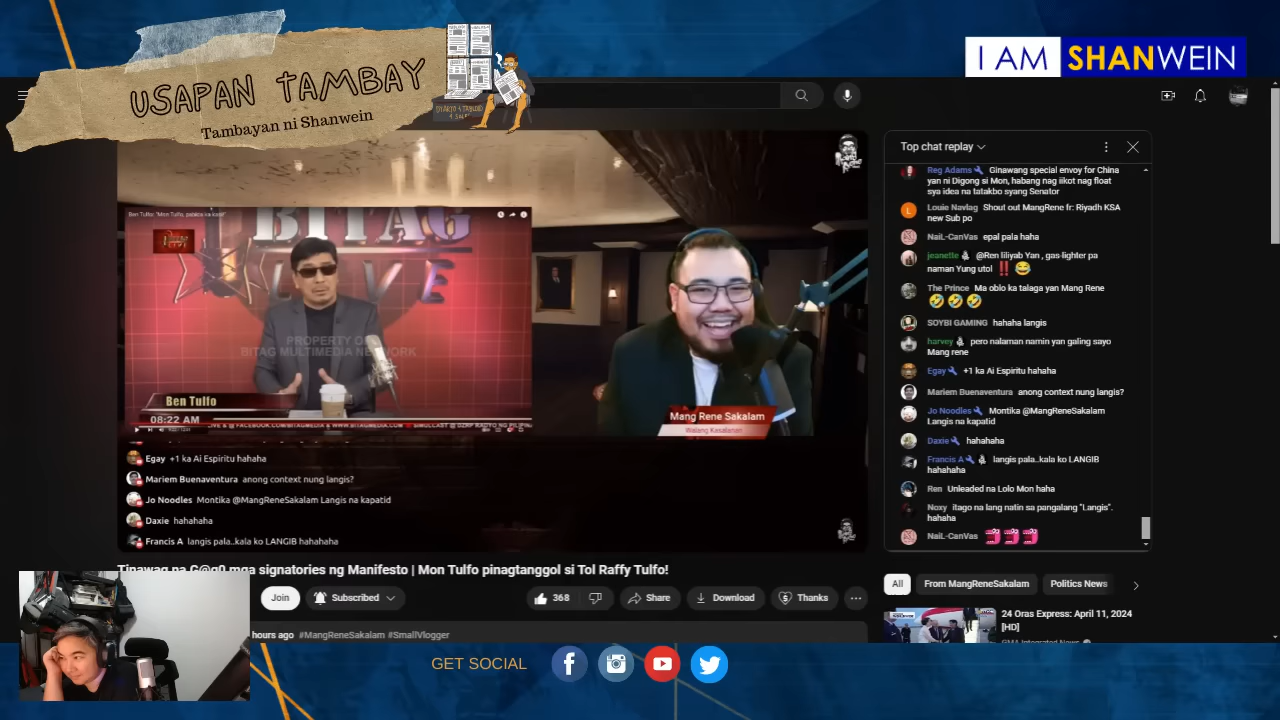 USAPAN TAMBAY
Tambayan ni Shanwein
I AM SHANWEIN
Ben Tulfo: "Mon Tulfo,
BITAG
LIVE
PROPERTY OF
BITAG MULTIMEDIA NETWORK
Ben Tulfo
08:22 AM
Mang Rene Sakalam
Walang Kasalanan
Egay +1 ka Ai Espiritu hahaha
Mariem Buenaventura anong context nung langis?
Jo Noodles Montika @MangReneSakalam Langis na kapatid
Daxie hahahaha
Francis A langis pala..kala ko LANGIB hahahaha
Top chat replay
Reg Adams Ginawang special envoy for China
yan ni Digong si Mon, habang nag iikot nag float
sya idea na tatakbo syang Senator
Louie Navlag Shout out MangRene fr: Riyadh KSA
new Sub po
NaiL-CanVas epal pala haha
jeanette @Ren liliyab Yan , gas-lighter pa
naman Yung utol ‼️ 😂
The Prince Ma oblo ka talaga yan Mang Rene
🤣🤣🤣
SOYBI GAMING hahaha langis
harvey pero nalaman namin yan galing sayo
Mang rene
Egay +1 ka Ai Espiritu hahaha
Mariem Buenaventura anong context nung langis?
Jo Noodles Montika @MangReneSakalam
Langis na kapatid
Daxie hahahaha
Francis A langis pala..kala ko LANGIB
hahahaha
Ren Unleaded na Lolo Mon haha
Noxy itago na lang natin sa pangalang "Langis".
hahaha
NaiL-CanVas
Tinawag na G@g0 mga signatories ng Manifesto | Mon Tulfo pinagtanggol si Tol Raffy Tulfo!
Join
Subscribed
368
Share
Download
Thanks
hours ago #MangReneSakalam #SmallVlogger
All
From MangReneSakalam
Politics News
24 Oras Express: April 11, 2024
[HD]
GMA Integrated News
GET SOCIAL